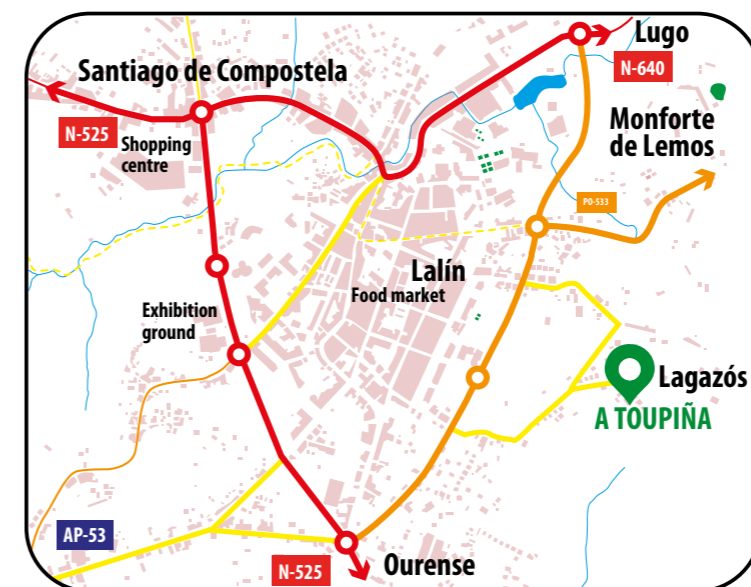 Lugo
N-640
Santiago de Compostela
N-525
Shopping
centre
Monforte
de Lemos
PO-533
Lalín
Food market
Exhibition
ground
Lagazós
A TOUPIÑA
AP-53
N-525
Ourense